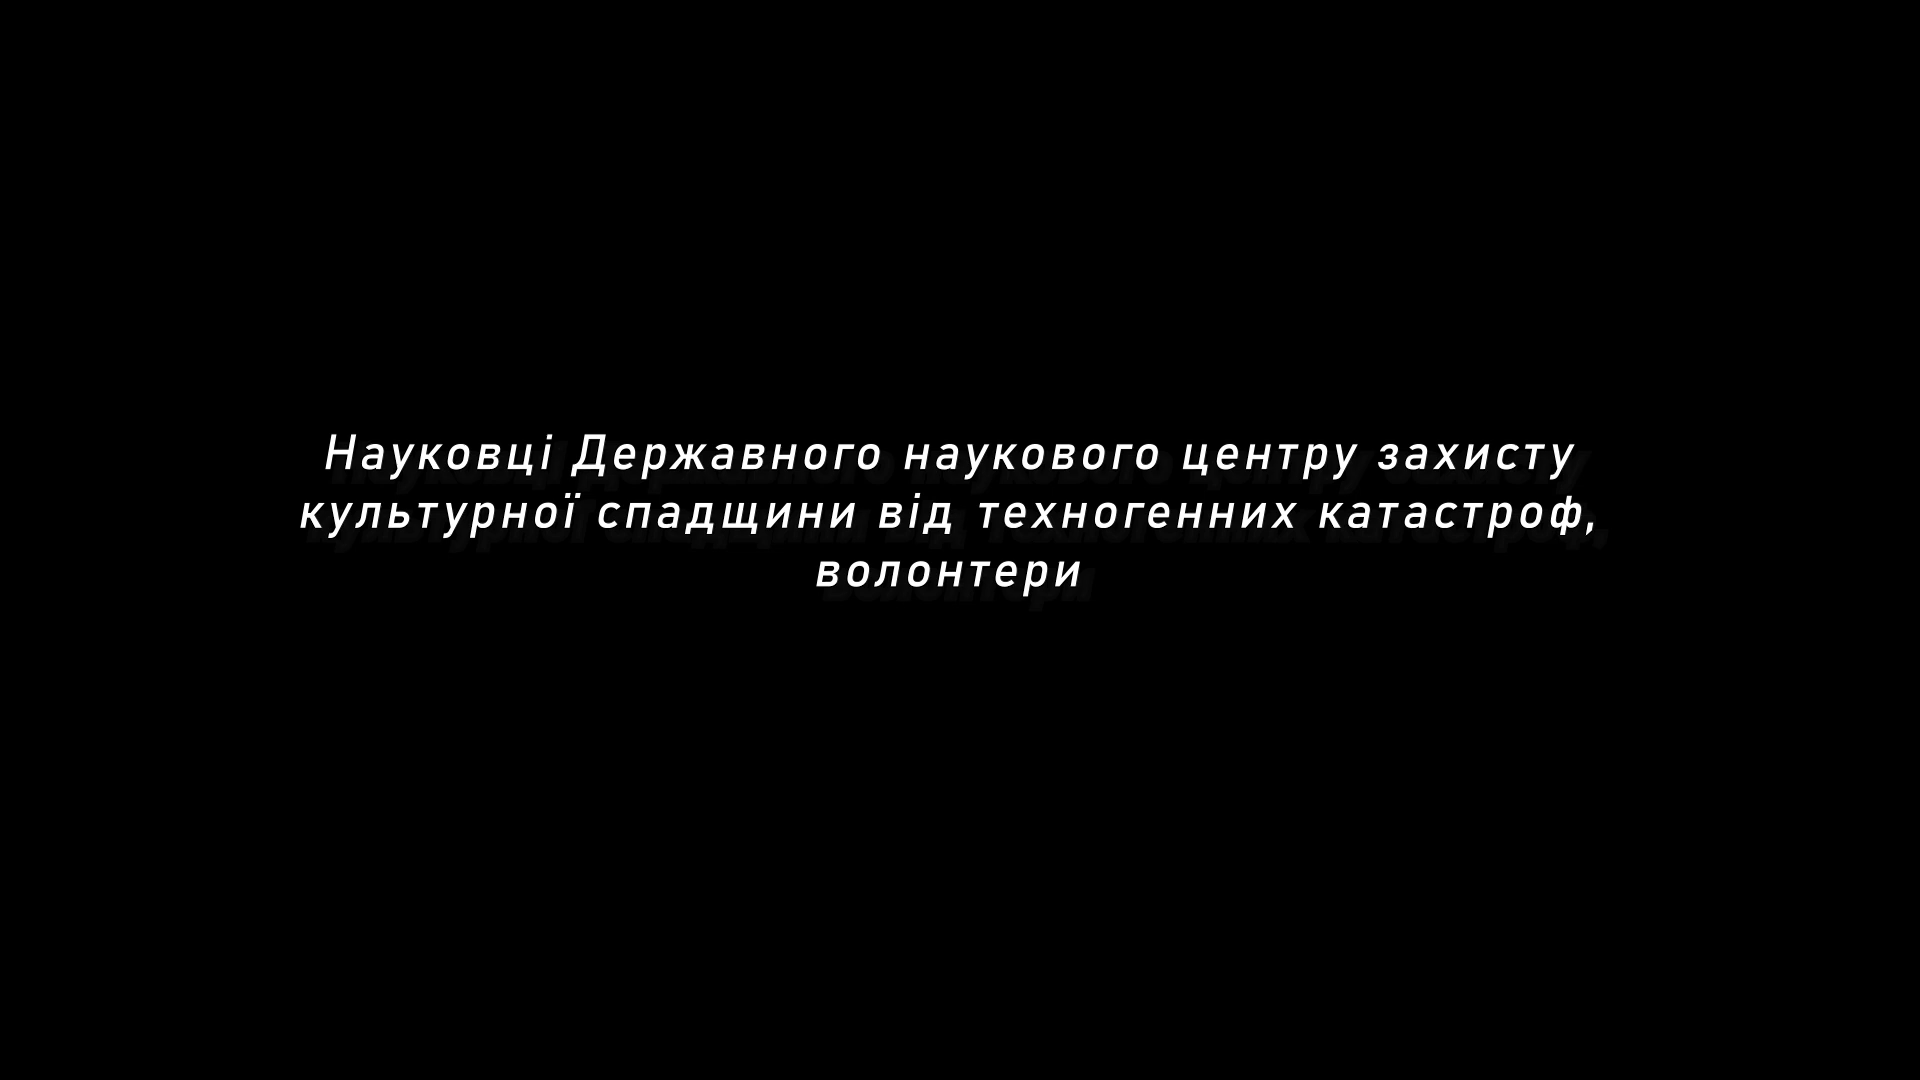 Науковці Державного наукового центру захисту
культурної спадщини від техногенних катастроф,
волонтери